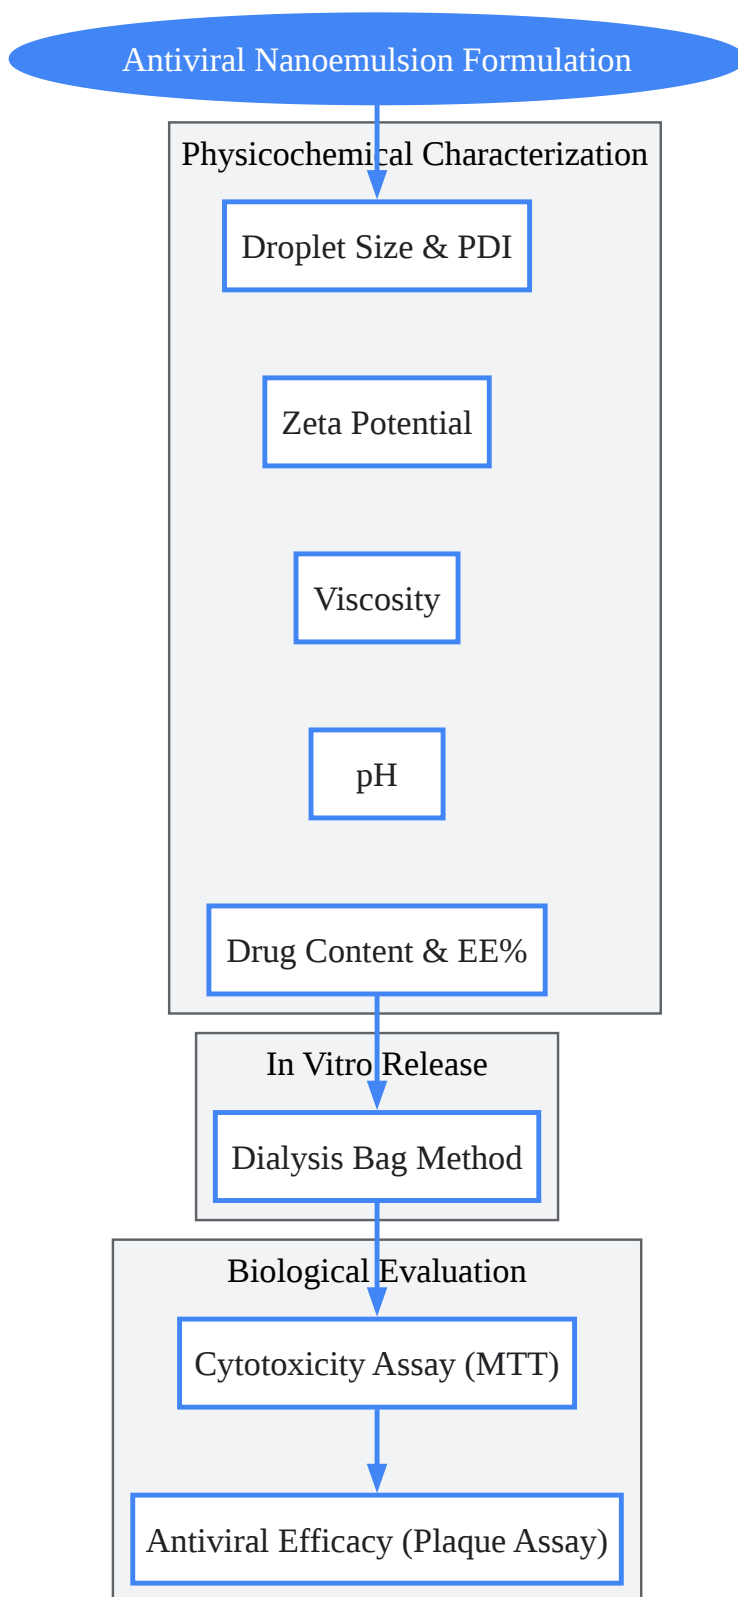 Antiviral Nanoemulsion Formulation
Physicochemical Characterization
Droplet Size & PDI
Zeta Potential
Viscosity
pH
Drug Content & EE%
In Vitro Release
Dialysis Bag Method
Biological Evaluation
Cytotoxicity Assay (MTT)
Antiviral Efficacy (Plaque Assay)